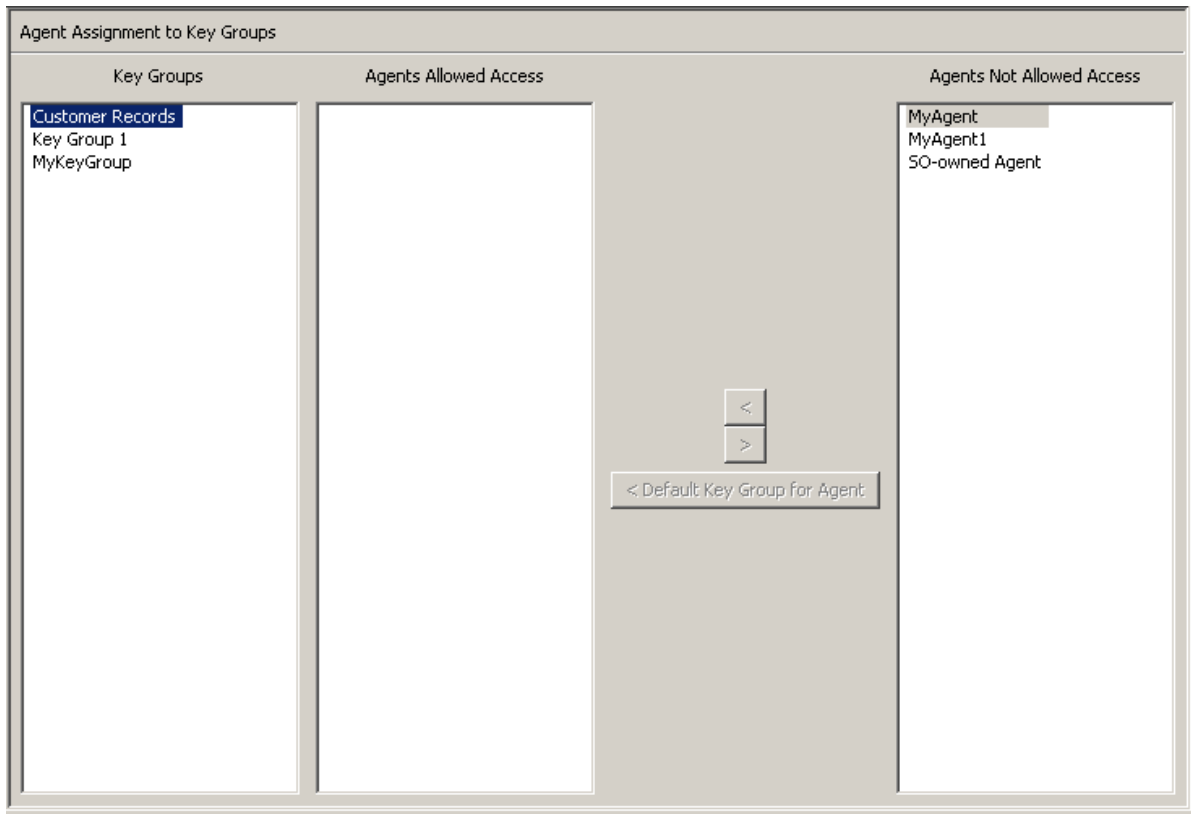 Agent Assignment to Key Groups
Key Groups
Agents Allowed Access
Agents Not Allowed Access
Customer Records
Key Group 1
MyKeyGroup
MyAgent
MyAgent1
SO-owned Agent
<
>
< Default Key Group for Agent